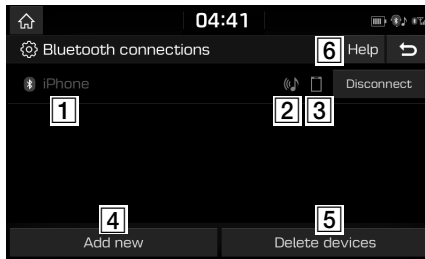 04:41
Bluetooth connections 6 Help
iPhone Disconnect
1 2 3
4 5
Add new Delete devices